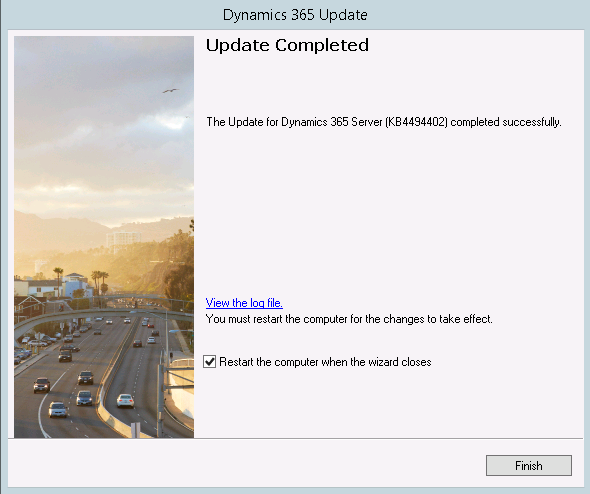 Dynamics 365 Update
Update Completed
The Update for Dynamics 365 Server (KB4494402) completed successfully.
View the log file.
You must restart the computer for the changes to take effect.
Restart the computer when the wizard closes
Finish